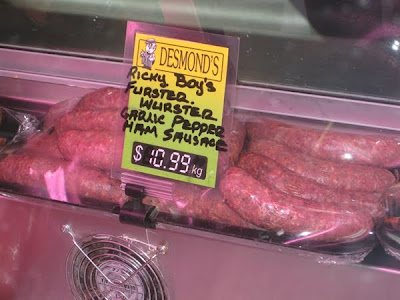 DESMOND'S
RICKY BOY'S
FURSTER.
WURSTER
GARLIC PEPPER
HAM SAUSAGE
$10.99 kg